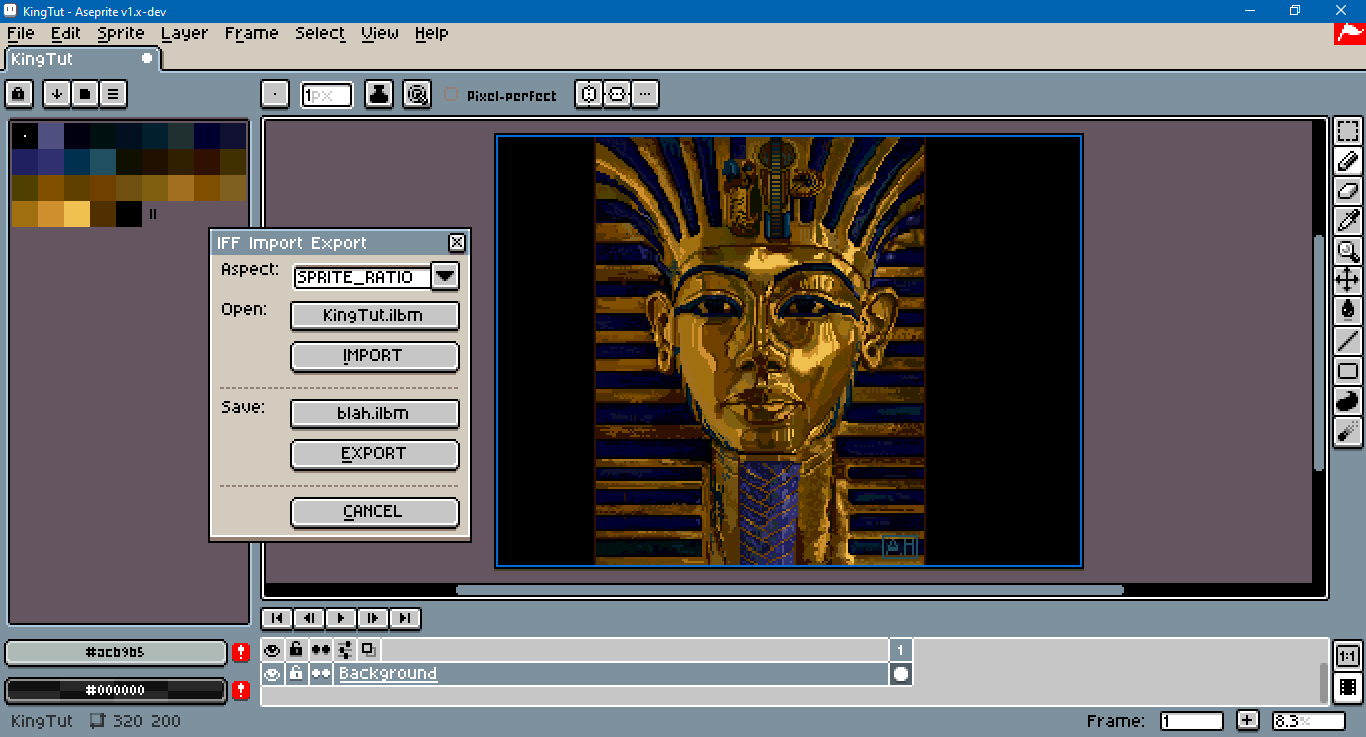 KingTut - Aseprite v1.x-dev
File Edit Sprite Layer Frame Select View Help
KingTut
1px Pixel-perfect
IFF Import Export
Aspect: SPRITE_RATIO
Open: KingTut.ilbm
IMPORT
Save: blah.ilbm
EXPORT
CANCEL
A.H
#acb9b5
#000000
1
Background
1:1
KingTut 320 200
Frame: 1 + 8.3%